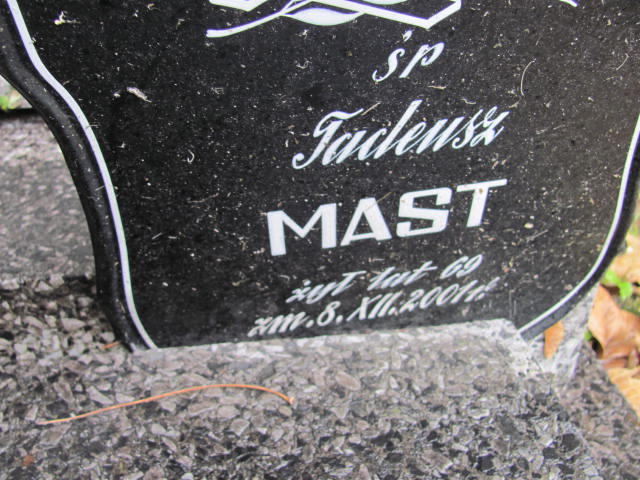 śp
Tadeusz
MAST
żył lat 69
zm. 8. XII. 2001 r.